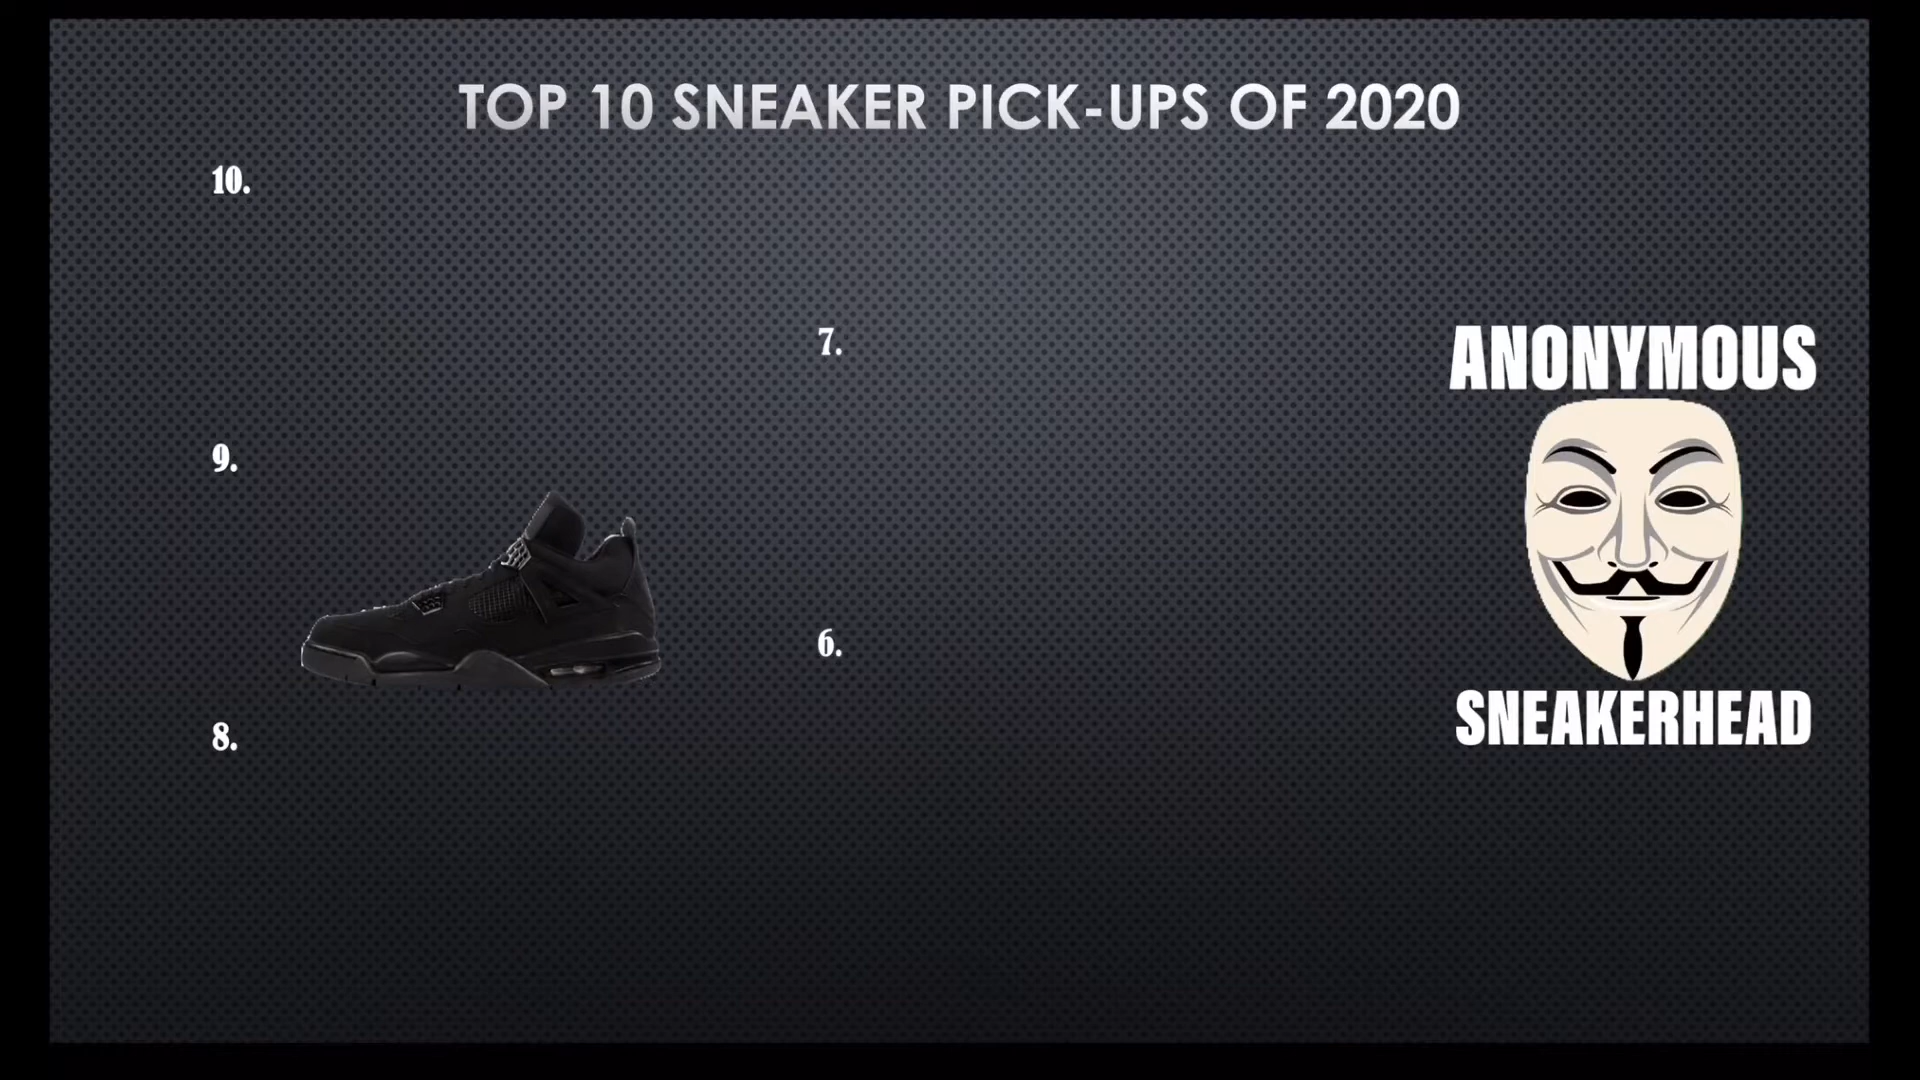 TOP 10 SNEAKER PICK-UPS OF 2020
10.
9.
8.
7.
6.
ANONYMOUS
SNEAKERHEAD